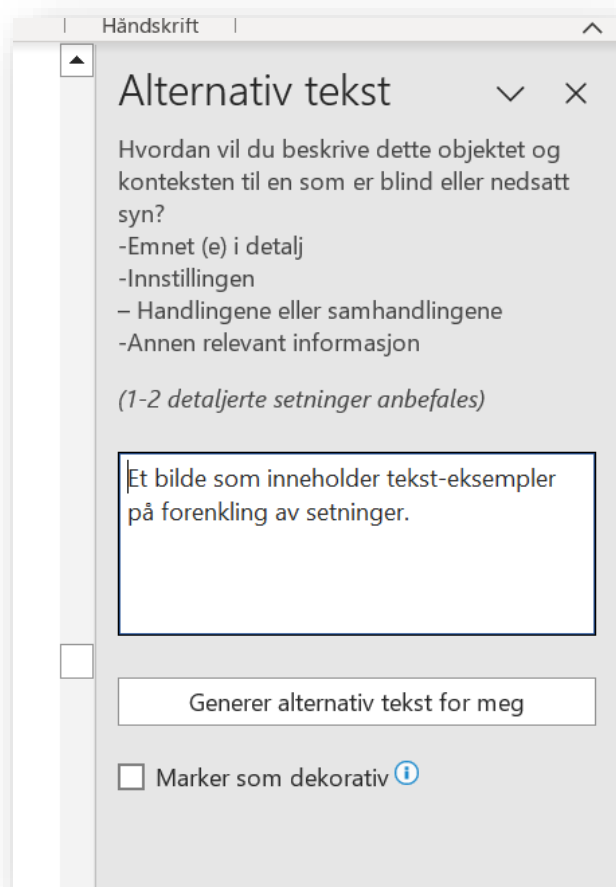 Håndskrift
Alternativ tekst
Hvordan vil du beskrive dette objektet og
konteksten til en som er blind eller nedsatt
syn?
-Emnet (e) i detalj
-Innstillingen
– Handlingene eller samhandlingene
-Annen relevant informasjon
(1-2 detaljerte setninger anbefales)
Et bilde som inneholder tekst-eksempler
på forenkling av setninger.
Generer alternativ tekst for meg
Marker som dekorativ